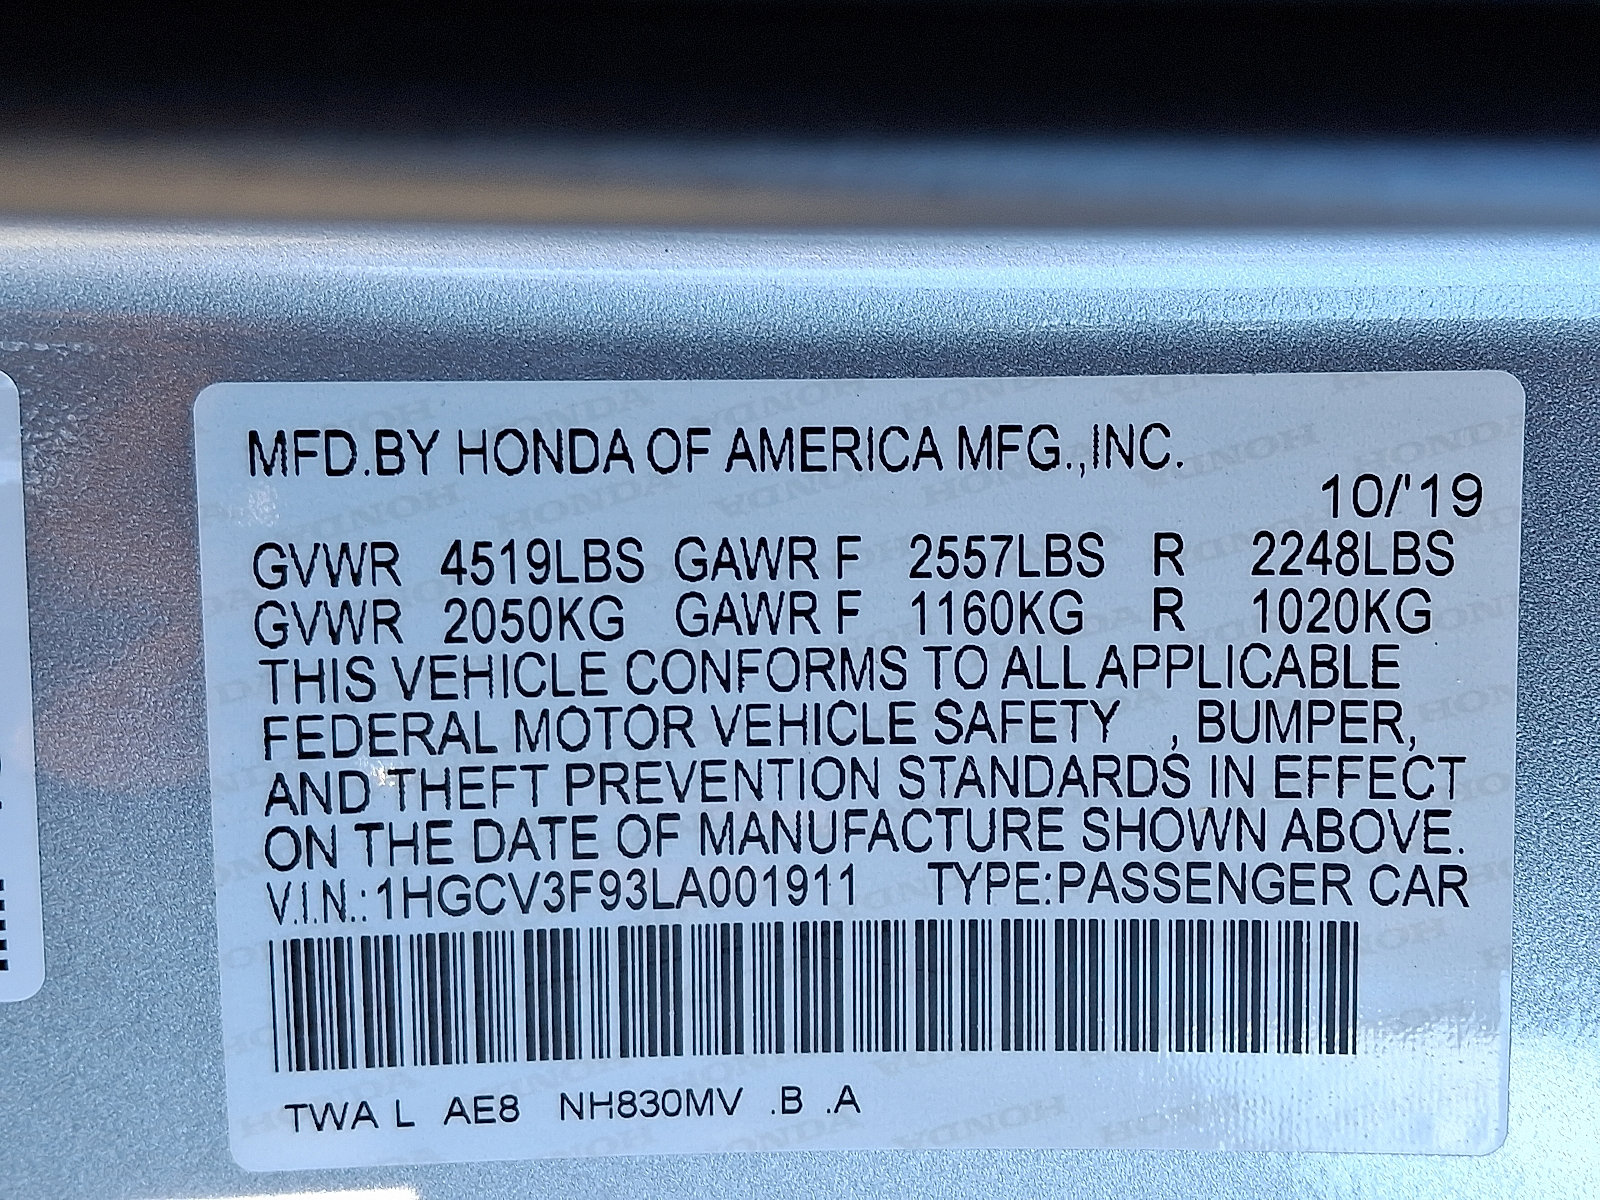 MFD.BY HONDA OF AMERICA MFG.,INC.
10/'19
GVWR 4519LBS GAWR F 2557LBS R 2248LBS
GVWR 2050KG GAWR F 1160KG R 1020KG
THIS VEHICLE CONFORMS TO ALL APPLICABLE
FEDERAL MOTOR VEHICLE SAFETY , BUMPER,
AND THEFT PREVENTION STANDARDS IN EFFECT
ON THE DATE OF MANUFACTURE SHOWN ABOVE.
V.I.N.:1HGCV3F93LA001911 TYPE:PASSENGER CAR
TWA L AE8 NH830MV .B .A